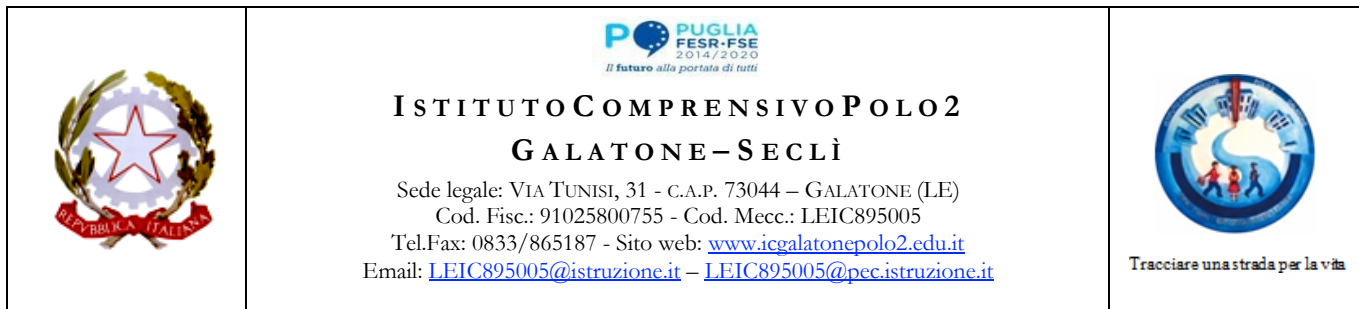 REPVBBLICA ITALIANA
PO PUGLIA
FESR-FSE
2014/2020
Il futuro alla portata di tutti
ISTITUTO COMPRENSIVO POLO 2
GALATONE – SECLÌ
Sede legale: VIA TUNISI, 31 - C.A.P. 73044 – GALATONE (LE)
Cod. Fisc.: 91025800755 - Cod. Mecc.: LEIC895005
Tel.Fax: 0833/865187 - Sito web: www.icgalatonepolo2.edu.it
Email: LEIC895005@istruzione.it – LEIC895005@pec.istruzione.it
Tracciare una strada per la vita